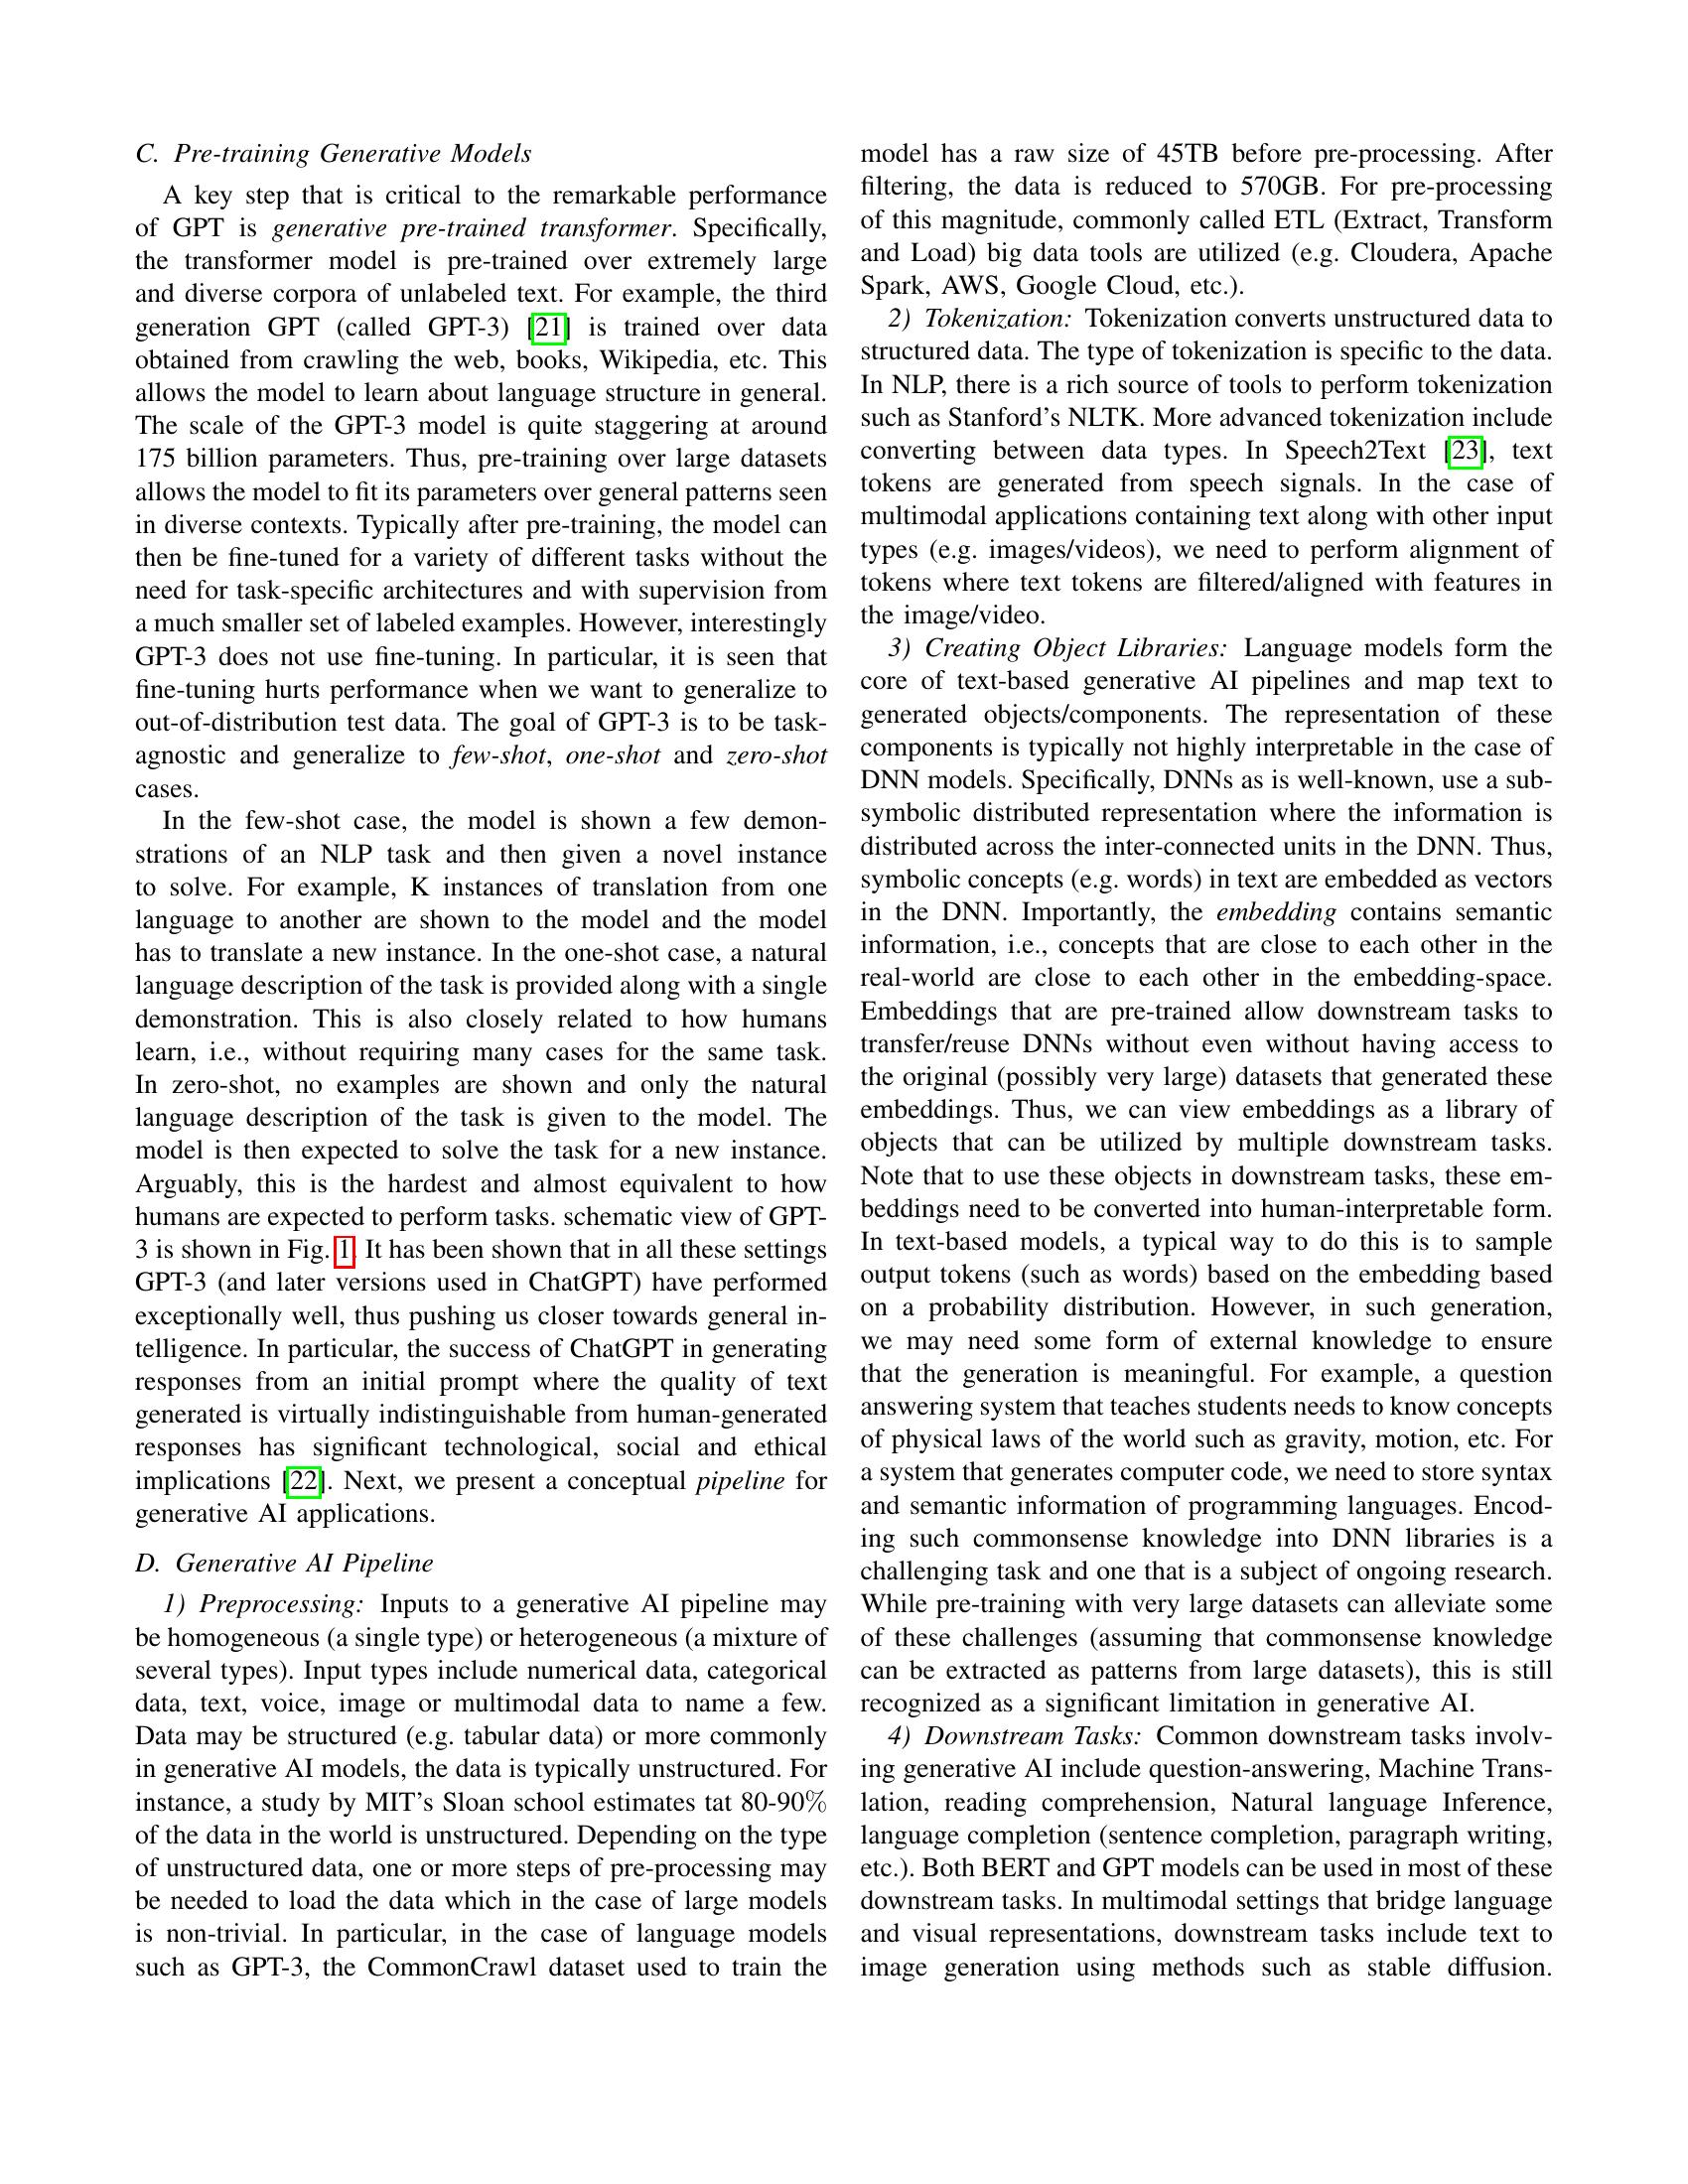 C. Pre-training Generative Models
A key step that is critical to the remarkable performance
of GPT is generative pre-trained transformer. Specifically,
the transformer model is pre-trained over extremely large
and diverse corpora of unlabeled text. For example, the third
generation GPT (called GPT-3) [21] is trained over data
obtained from crawling the web, books, Wikipedia, etc. This
allows the model to learn about language structure in general.
The scale of the GPT-3 model is quite staggering at around
175 billion parameters. Thus, pre-training over large datasets
allows the model to fit its parameters over general patterns seen
in diverse contexts. Typically after pre-training, the model can
then be fine-tuned for a variety of different tasks without the
need for task-specific architectures and with supervision from
a much smaller set of labeled examples. However, interestingly
GPT-3 does not use fine-tuning. In particular, it is seen that
fine-tuning hurts performance when we want to generalize to
out-of-distribution test data. The goal of GPT-3 is to be task-
agnostic and generalize to few-shot, one-shot and zero-shot
cases.
In the few-shot case, the model is shown a few demon-
strations of an NLP task and then given a novel instance
to solve. For example, K instances of translation from one
language to another are shown to the model and the model
has to translate a new instance. In the one-shot case, a natural
language description of the task is provided along with a single
demonstration. This is also closely related to how humans
learn, i.e., without requiring many cases for the same task.
In zero-shot, no examples are shown and only the natural
language description of the task is given to the model. The
model is then expected to solve the task for a new instance.
Arguably, this is the hardest and almost equivalent to how
humans are expected to perform tasks. schematic view of GPT-
3 is shown in Fig. 1. It has been shown that in all these settings
GPT-3 (and later versions used in ChatGPT) have performed
exceptionally well, thus pushing us closer towards general in-
telligence. In particular, the success of ChatGPT in generating
responses from an initial prompt where the quality of text
generated is virtually indistinguishable from human-generated
responses has significant technological, social and ethical
implications [22]. Next, we present a conceptual pipeline for
generative AI applications.
D. Generative AI Pipeline
1) Preprocessing: Inputs to a generative AI pipeline may
be homogeneous (a single type) or heterogeneous (a mixture of
several types). Input types include numerical data, categorical
data, text, voice, image or multimodal data to name a few.
Data may be structured (e.g. tabular data) or more commonly
in generative AI models, the data is typically unstructured. For
instance, a study by MIT's Sloan school estimates tat 80-90%
of the data in the world is unstructured. Depending on the type
of unstructured data, one or more steps of pre-processing may
be needed to load the data which in the case of large models
is non-trivial. In particular, in the case of language models
such as GPT-3, the CommonCrawl dataset used to train the
model has a raw size of 45TB before pre-processing. After
filtering, the data is reduced to 570GB. For pre-processing
of this magnitude, commonly called ETL (Extract, Transform
and Load) big data tools are utilized (e.g. Cloudera, Apache
Spark, AWS, Google Cloud, etc.).
2) Tokenization: Tokenization converts unstructured data to
structured data. The type of tokenization is specific to the data.
In NLP, there is a rich source of tools to perform tokenization
such as Stanford's NLTK. More advanced tokenization include
converting between data types. In Speech2Text [23], text
tokens are generated from speech signals. In the case of
multimodal applications containing text along with other input
types (e.g. images/videos), we need to perform alignment of
tokens where text tokens are filtered/aligned with features in
the image/video.
3) Creating Object Libraries: Language models form the
core of text-based generative AI pipelines and map text to
generated objects/components. The representation of these
components is typically not highly interpretable in the case of
DNN models. Specifically, DNNs as is well-known, use a sub-
symbolic distributed representation where the information is
distributed across the inter-connected units in the DNN. Thus,
symbolic concepts (e.g. words) in text are embedded as vectors
in the DNN. Importantly, the embedding contains semantic
information, i.e., concepts that are close to each other in the
real-world are close to each other in the embedding-space.
Embeddings that are pre-trained allow downstream tasks to
transfer/reuse DNNs without even without having access to
the original (possibly very large) datasets that generated these
embeddings. Thus, we can view embeddings as a library of
objects that can be utilized by multiple downstream tasks.
Note that to use these objects in downstream tasks, these em-
beddings need to be converted into human-interpretable form.
In text-based models, a typical way to do this is to sample
output tokens (such as words) based on the embedding based
on a probability distribution. However, in such generation,
we may need some form of external knowledge to ensure
that the generation is meaningful. For example, a question
answering system that teaches students needs to know concepts
of physical laws of the world such as gravity, motion, etc. For
a system that generates computer code, we need to store syntax
and semantic information of programming languages. Encod-
ing such commonsense knowledge into DNN libraries is a
challenging task and one that is a subject of ongoing research.
While pre-training with very large datasets can alleviate some
of these challenges (assuming that commonsense knowledge
can be extracted as patterns from large datasets), this is still
recognized as a significant limitation in generative AI.
4) Downstream Tasks: Common downstream tasks involv-
ing generative AI include question-answering, Machine Trans-
lation, reading comprehension, Natural language Inference,
language completion (sentence completion, paragraph writing,
etc.). Both BERT and GPT models can be used in most of these
downstream tasks. In multimodal settings that bridge language
and visual representations, downstream tasks include text to
image generation using methods such as stable diffusion.